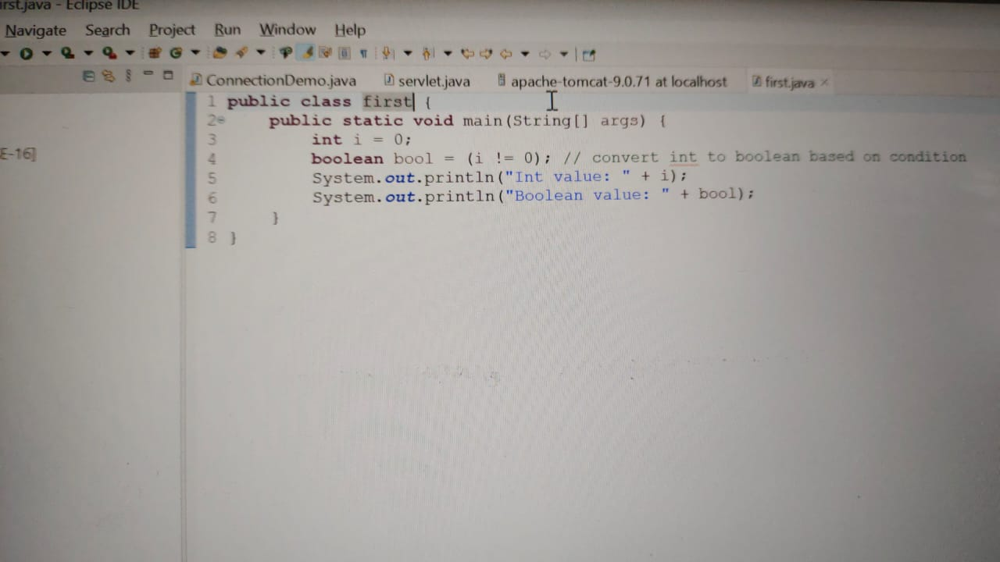 irst.java - Eclipse IDE
Navigate Search Project Run Window Help
ConnectionDemo.java servlet.java apache-tomcat-9.0.71 at localhost first.java
E-16]
1 public class first {
2 public static void main(String[] args) {
3 int i = 0;
4 boolean bool = (i != 0); // convert int to boolean based on condition
5 System.out.println("Int value: " + i);
6 System.out.println("Boolean value: " + bool);
7 }
8 }